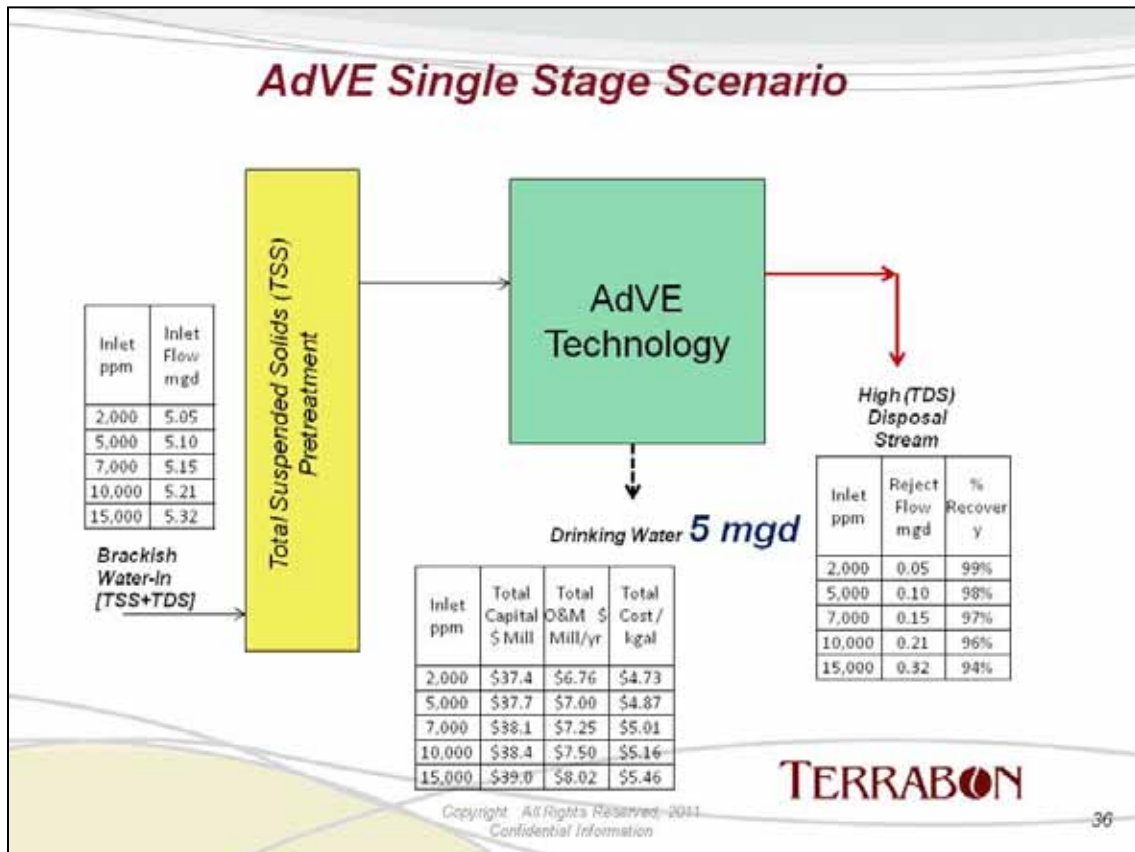 AdVE Single Stage Scenario
Total Suspended Solids (TSS)
Pretreatment
AdVE
Technology
Inlet ppm Inlet Flow mgd
2,000 5.05
5,000 5.10
7,000 5.15
10,000 5.21
15,000 5.32
Brackish
Water-In
[TSS+TDS]
High (TDS)
Disposal
Stream
Inlet ppm Reject Flow mgd % Recovery
2,000 0.05 99%
5,000 0.10 98%
7,000 0.15 97%
10,000 0.21 96%
15,000 0.32 94%
Drinking Water 5 mgd
Inlet ppm Total Capital $ Mill Total O&M $ Mill/yr Total Cost / kgal
2,000 $37.4 $6.76 $4.73
5,000 $37.7 $7.00 $4.87
7,000 $38.1 $7.25 $5.01
10,000 $38.4 $7.50 $5.16
15,000 $39.0 $8.02 $5.46
TERRABON
Copyright All Rights Reserved, 2011
Confidential Information
36